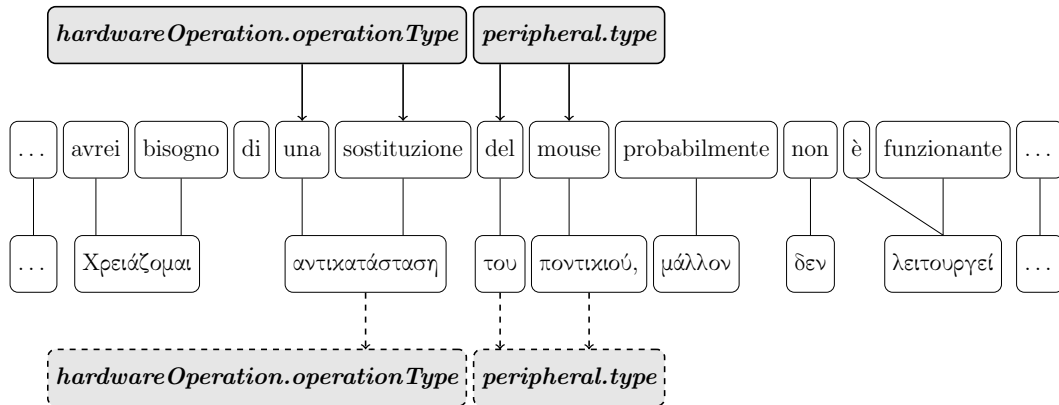 hardwareOperation.operationType peripheral.type
... avrei bisogno di una sostituzione del mouse probabilmente non è funzionante ...
... Χρειάζομαι αντικατάσταση του ποντικιού, μάλλον δεν λειτουργεί ...
hardwareOperation.operationType peripheral.type